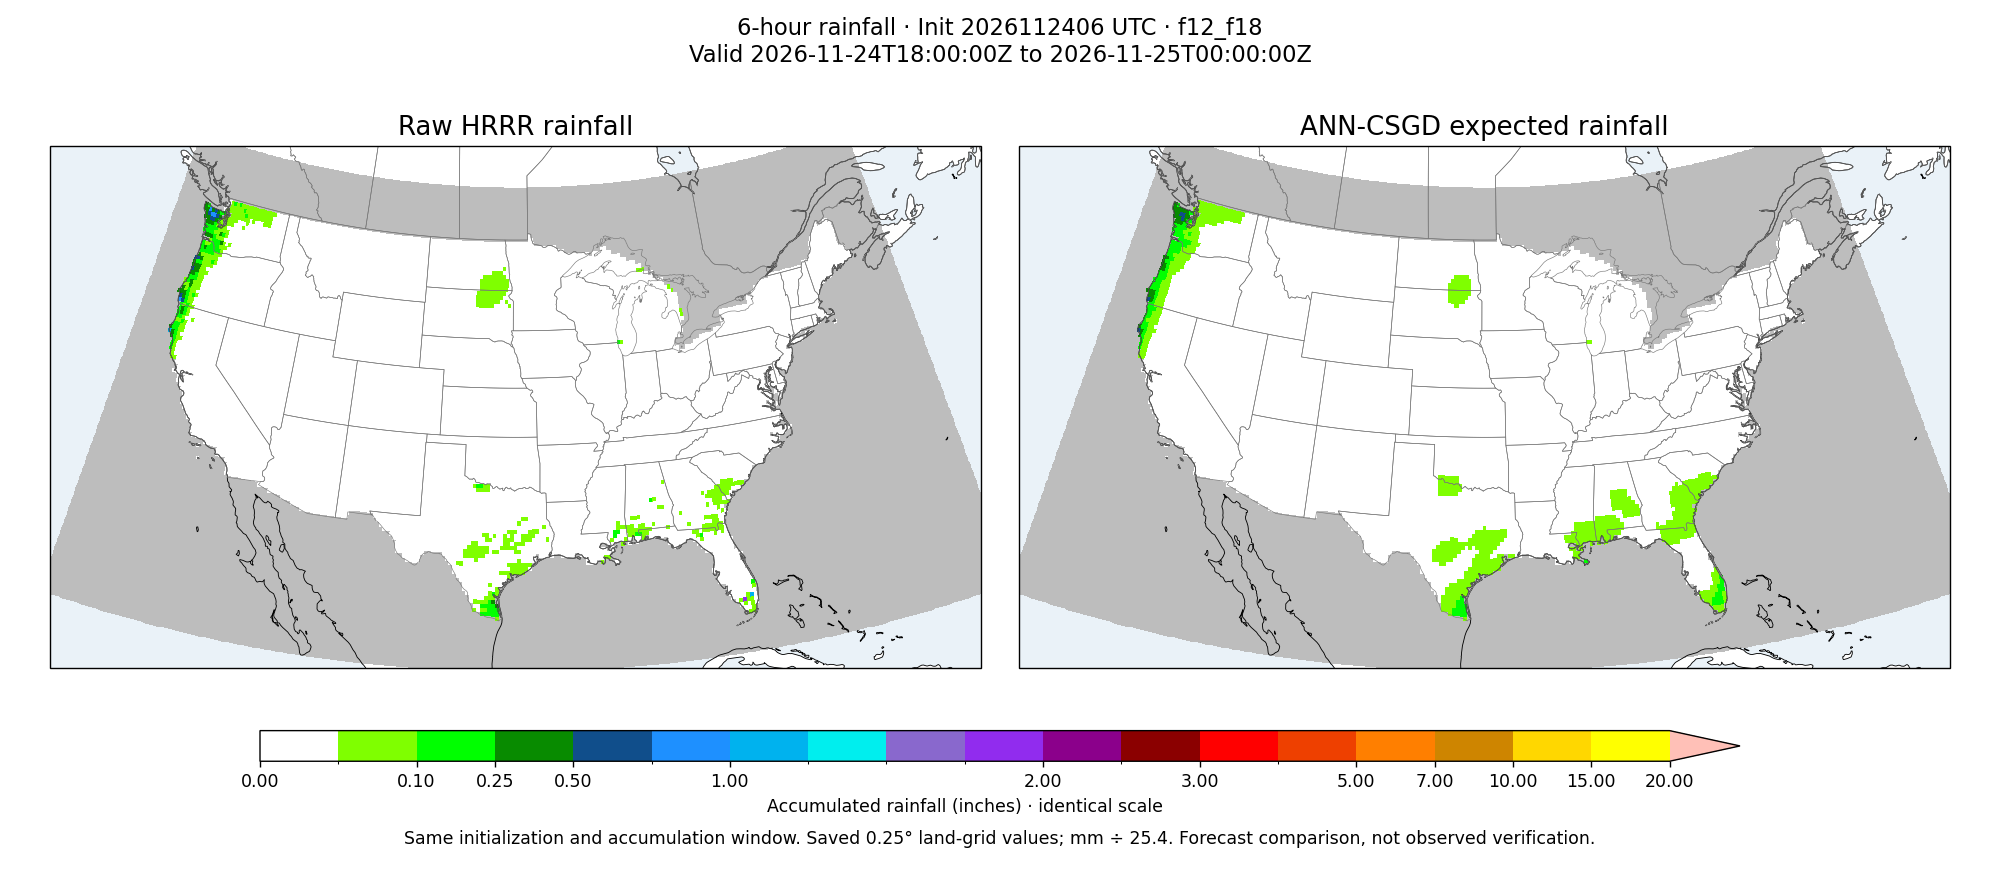 6-hour rainfall · Init 2026112406 UTC · f12_f18
Valid 2026-11-24T18:00:00Z to 2026-11-25T00:00:00Z
Raw HRRR rainfall
ANN-CSGD expected rainfall
0.00 0.10 0.25 0.50 1.00 2.00 3.00 5.00 7.00 10.00 15.00 20.00
Accumulated rainfall (inches) · identical scale
Same initialization and accumulation window. Saved 0.25° land-grid values; mm ÷ 25.4. Forecast comparison, not observed verification.